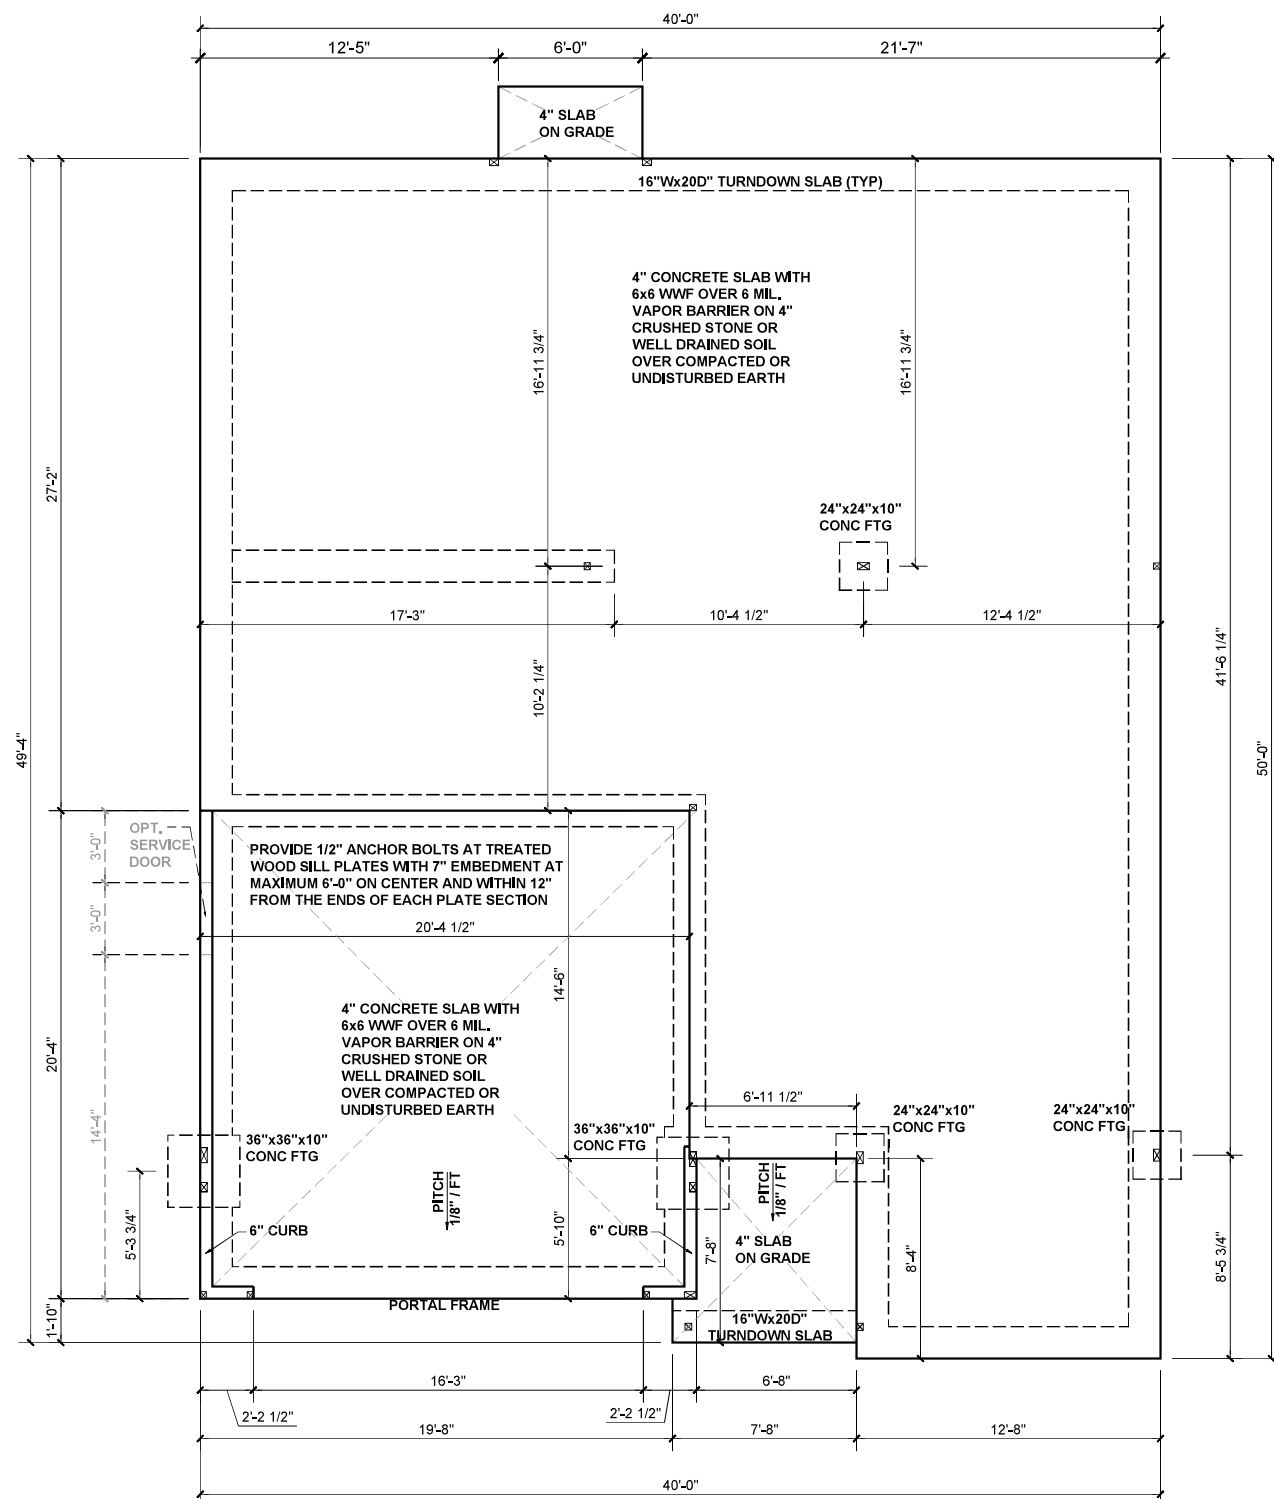 40'-0"
12'-5"
6'-0"
21'-7"
4" SLAB
ON GRADE
16"Wx20D" TURNDOWN SLAB (TYP)
4" CONCRETE SLAB WITH
6x6 WWF OVER 6 MIL.
VAPOR BARRIER ON 4"
CRUSHED STONE OR
WELL DRAINED SOIL
OVER COMPACTED OR
UNDISTURBED EARTH
16'-11 3/4"
16'-11 3/4"
27'-2"
24"x24"x10"
CONC FTG
17'-3"
10'-4 1/2"
12'-4 1/2"
10'-2 1/4"
41'-6 1/4"
49'-4"
50'-0"
OPT.
SERVICE
DOOR
3'-0"
3'-0"
14'-4"
20'-4"
PROVIDE 1/2" ANCHOR BOLTS AT TREATED
WOOD SILL PLATES WITH 7" EMBEDMENT AT
MAXIMUM 6'-0" ON CENTER AND WITHIN 12"
FROM THE ENDS OF EACH PLATE SECTION
20'-4 1/2"
14'-6"
4" CONCRETE SLAB WITH
6x6 WWF OVER 6 MIL.
VAPOR BARRIER ON 4"
CRUSHED STONE OR
WELL DRAINED SOIL
OVER COMPACTED OR
UNDISTURBED EARTH
6'-11 1/2"
36"x36"x10"
CONC FTG
36"x36"x10"
CONC FTG
24"x24"x10"
CONC FTG
24"x24"x10"
CONC FTG
PITCH
1/8" / FT
PITCH
1/8" / FT
5'-3 3/4"
6" CURB
5'-10"
6" CURB
7'-8"
4" SLAB
ON GRADE
8'-4"
8'-5 3/4"
1'-10"
PORTAL FRAME
16"Wx20D"
TURNDOWN SLAB
16'-3"
6'-8"
2'-2 1/2"
2'-2 1/2"
19'-8"
7'-8"
12'-8"
40'-0"